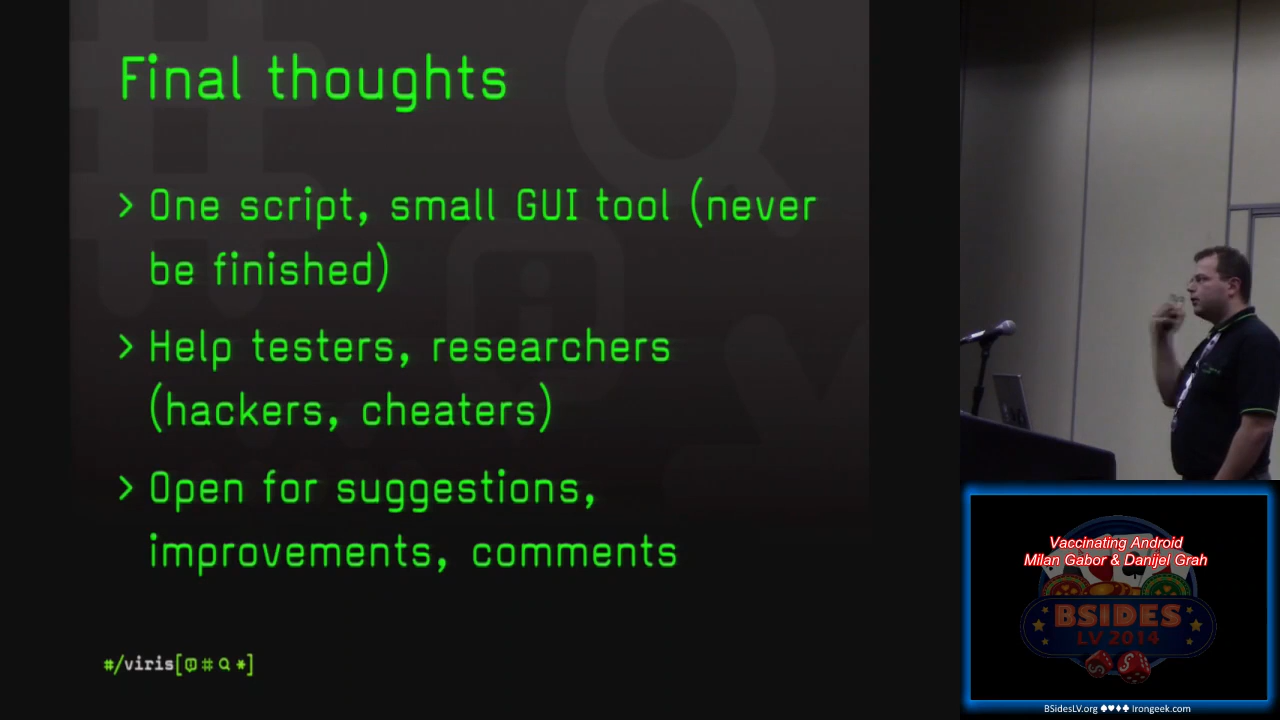 Final thoughts
> One script, small GUI tool (never
be finished)
> Help testers, researchers
(hackers, cheaters)
> Open for suggestions,
improvements, comments
#/viris[ # *]
Vaccinating Android
Milan Gabor & Danijel Grah
BSIDES
LV 2014
BSidesLV.org ♠♥♦♣ Irongeek.com